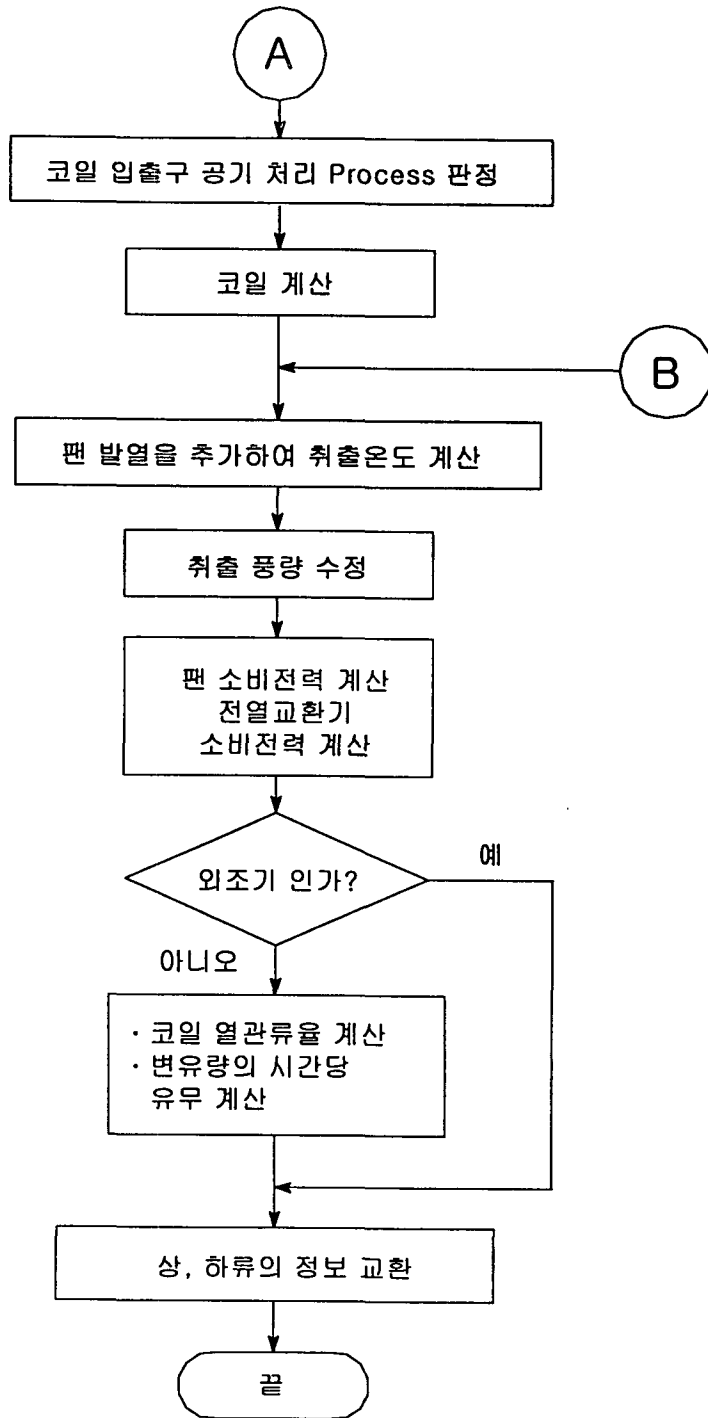 A
코일 입출구 공기 처리 Process 판정
코일 계산
B
팬 발열을 추가하여 취출온도 계산
취출 풍량 수정
팬 소비전력 계산
전열교환기
소비전력 계산
외조기 인가?
예
아니오
· 코일 열관류율 계산
· 변유량의 시간당
유무 계산
상, 하류의 정보 교환
끝